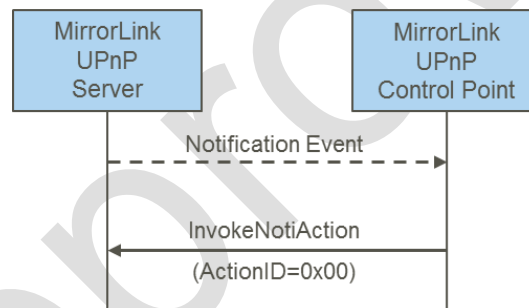 MirrorLink
UPnP
Server
MirrorLink
UPnP
Control Point
Notification Event
InvokeNotiAction
(ActionID=0x00)